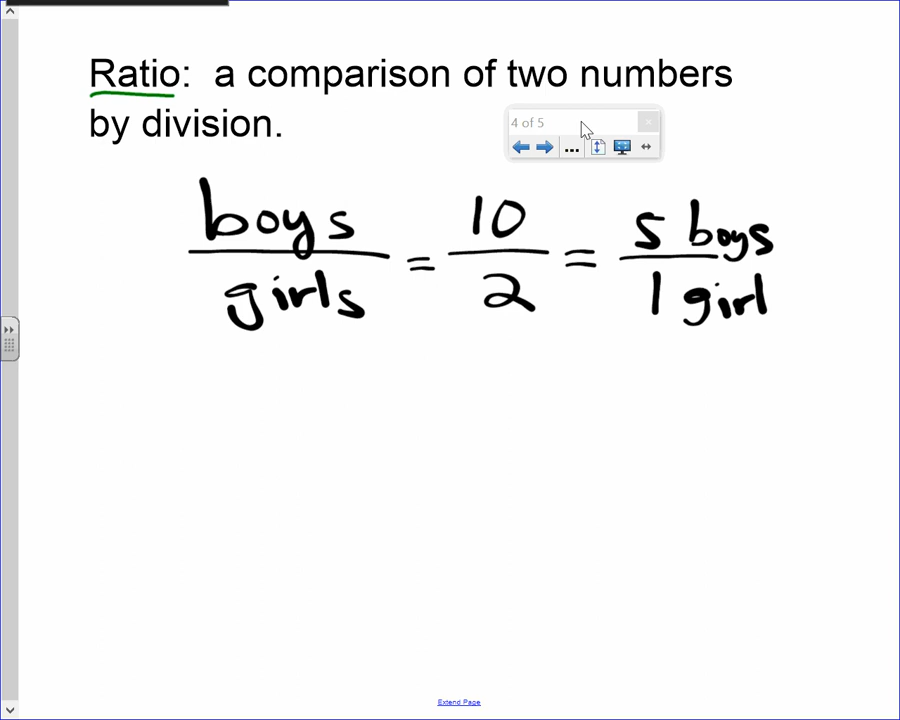 Ratio: a comparison of two numbers
by division.
4 of 5
boys / girls = 10 / 2 = 5 boys / 1 girl
Extend Page